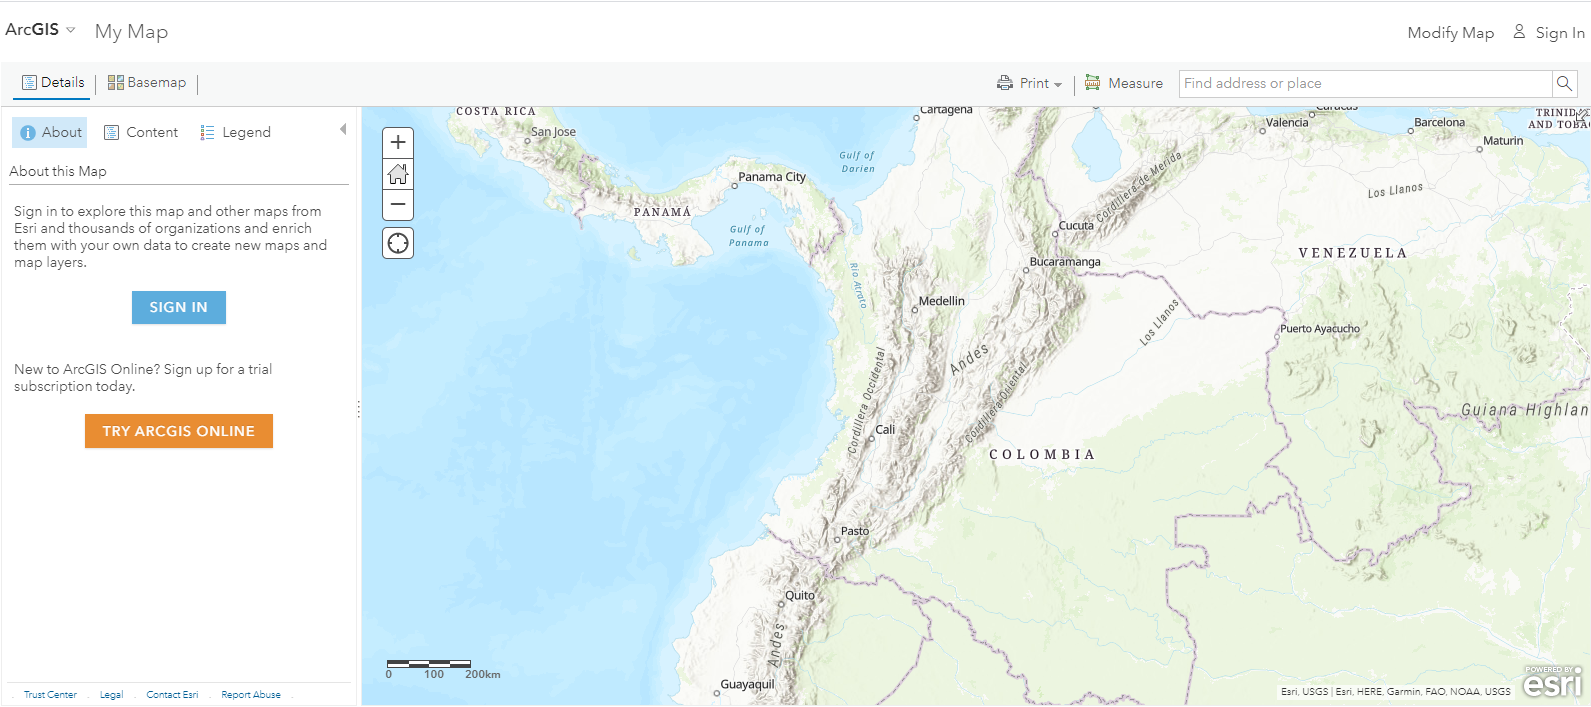 ArcGIS My Map Modify Map Sign In
Details Basemap Print Measure Find address or place
About Content Legend
About this Map
Sign in to explore this map and other maps from
Esri and thousands of organizations and enrich
them with your own data to create new maps and
map layers.
SIGN IN
New to ArcGIS Online? Sign up for a trial
subscription today.
TRY ARCGIS ONLINE
Trust Center . Legal . Contact Esri . Report Abuse .
COSTA RICA
San Jose
Cartagena
Caracas
Valencia
Barcelona
TRINID
AND TOBA
Maturin
Gulf of
Darien
Panama City
PANAMÁ
Gulf of
Panama
Cordillera de Merida
Los Llanos
Cucuta
VENEZUELA
Bucaramanga
Rio Atrato
Medellin
Los Llanos
Puerto Ayacucho
Andes
Cordillera Occidental
Cordillera Oriental
Guiana Highlan
Cali
COLOMBIA
Pasto
Quito
Andes
Guayaquil
0 100 200km
POWERED BY
esri
Esri, USGS | Esri, HERE, Garmin, FAO, NOAA, USGS